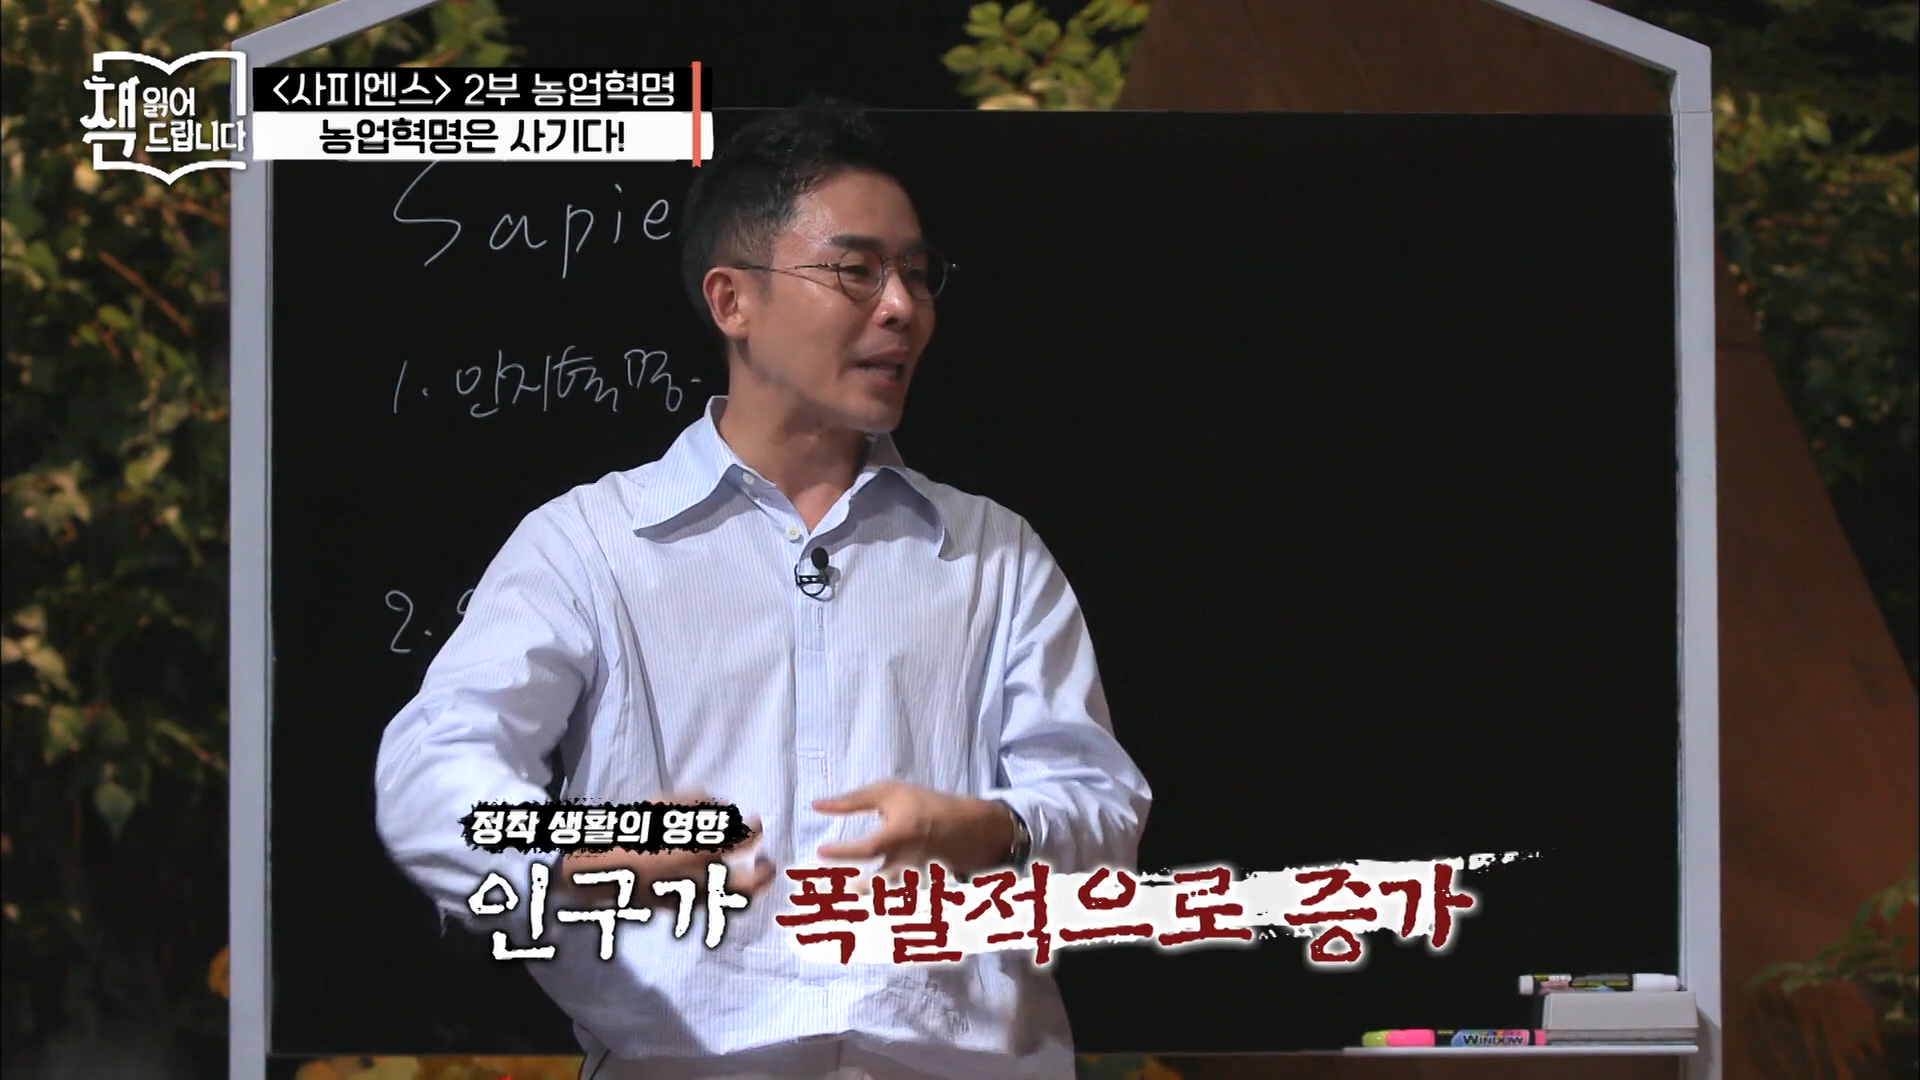 책 읽어
드립니다
<사피엔스> 2부 농업혁명
농업혁명은 사기다!
Sapie
1. 인지혁명.
2.
정착 생활의 영향
인구가 폭발적으로 증가
WINDOW